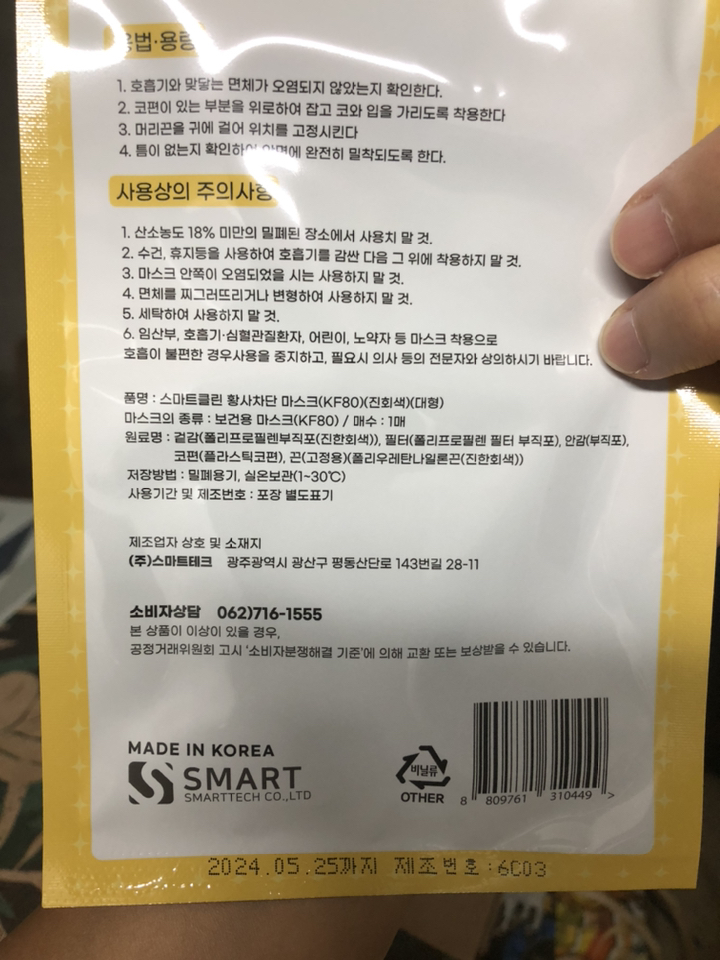 용법·용량
1. 호흡기와 맞닿는 면체가 오염되지 않았는지 확인한다.
2. 코편이 있는 부분을 위로하여 잡고 코와 입을 가리도록 착용한다
3. 머리끈을 귀에 걸어 위치를 고정시킨다
4. 틈이 없는지 확인하여 안면에 완전히 밀착되도록 한다.
사용상의 주의사항
1. 산소농도 18% 미만의 밀폐된 장소에서 사용치 말 것.
2. 수건, 휴지등을 사용하여 호흡기를 감싼 다음 그 위에 착용하지 말 것.
3. 마스크 안쪽이 오염되었을 시는 사용하지 말 것.
4. 면체를 찌그러뜨리거나 변형하여 사용하지 말 것.
5. 세탁하여 사용하지 말 것.
6. 임산부, 호흡기·심혈관질환자, 어린이, 노약자 등 마스크 착용으로
호흡이 불편한 경우사용을 중지하고, 필요시 의사 등의 전문자와 상의하시기 바랍니다.
품명 : 스마트클린 황사차단 마스크(KF80)(진회색)(대형)
마스크의 종류 : 보건용 마스크(KF80) / 매수 : 1매
원료명 : 겉감(폴리프로필렌부직포(진한회색)), 필터(폴리프로필렌 필터 부직포), 안감(부직포),
코편(플라스틱코편), 끈(고정용)(폴리우레탄나일론끈(진한회색))
저장방법 : 밀폐용기, 실온보관(1~30℃)
사용기간 및 제조번호 : 포장 별도표기
제조업자 상호 및 소재지
(주)스마트테크 광주광역시 광산구 평동산단로 143번길 28-11
소비자상담 062)716-1555
본 상품이 이상이 있을 경우,
공정거래위원회 고시 '소비자분쟁해결 기준'에 의해 교환 또는 보상받을 수 있습니다.
MADE IN KOREA
SMART
SMARTTECH CO.,LTD
비닐류
OTHER
8 809761 310449 >
2024.05.25까지 제조번호:6C03